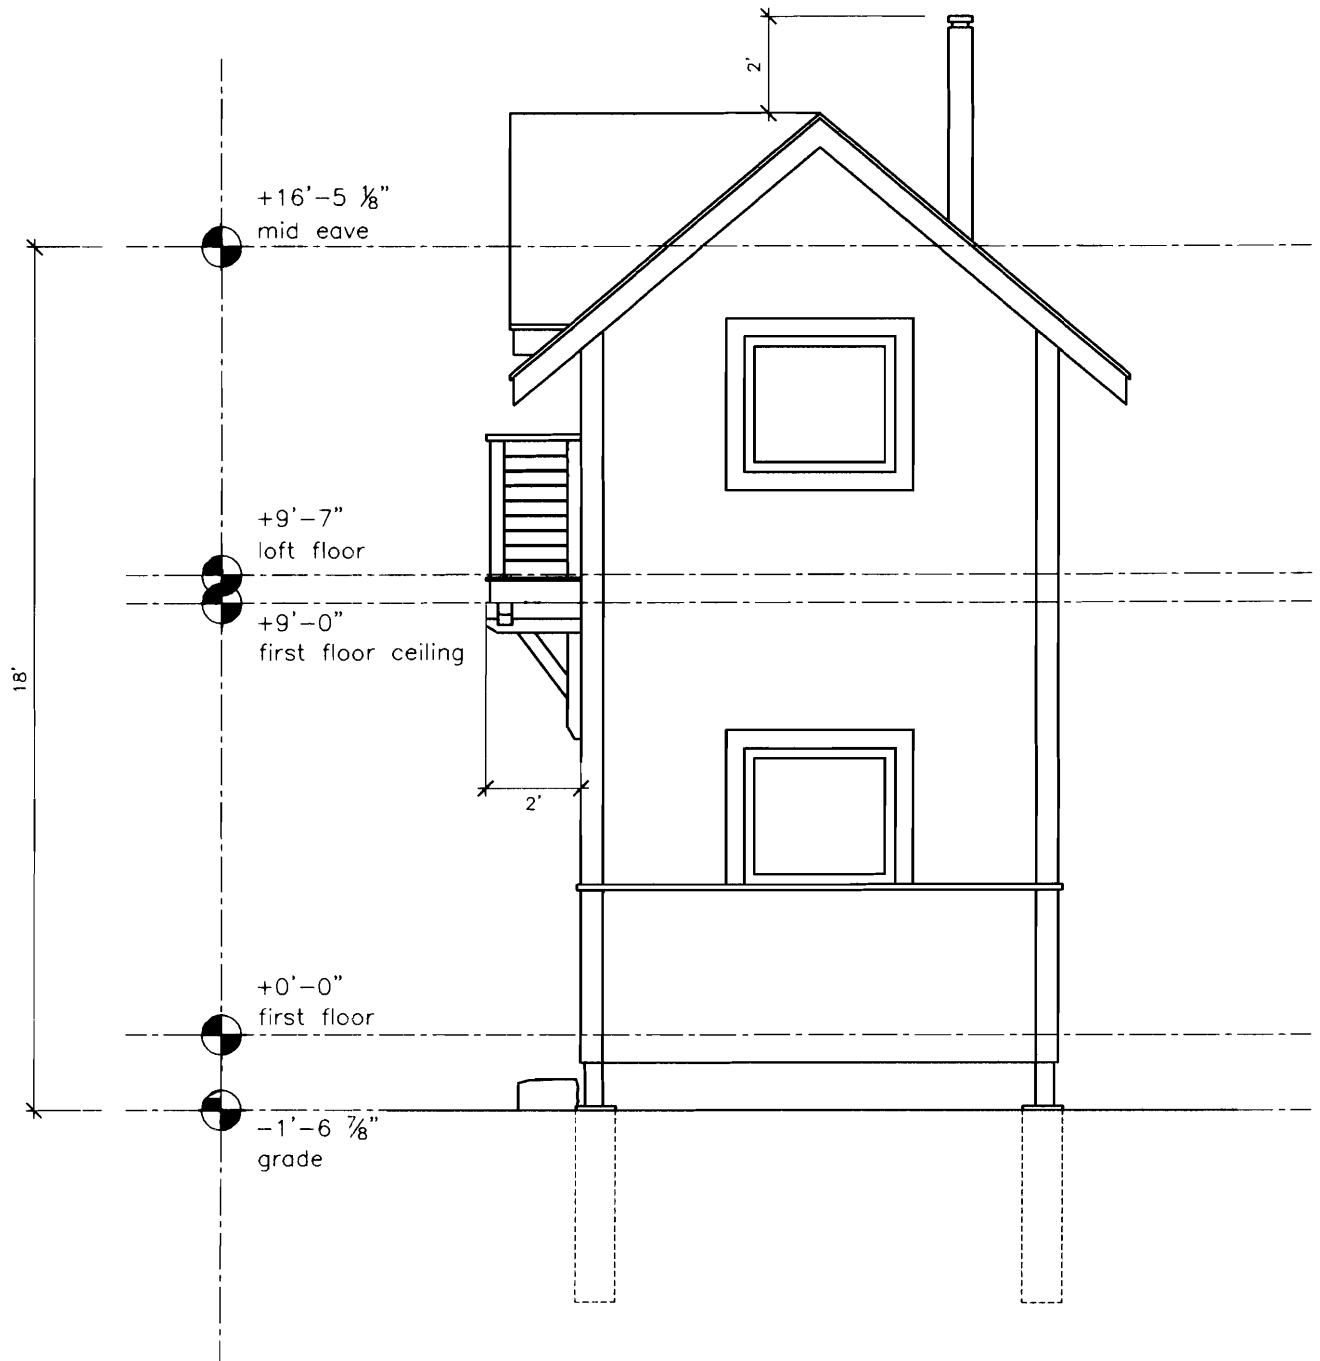 2'
+16'-5 ⅛"
mid eave
+9'-7"
loft floor
+9'-0"
first floor ceiling
18'
2'
+0'-0"
first floor
-1'-6 ⅞"
grade